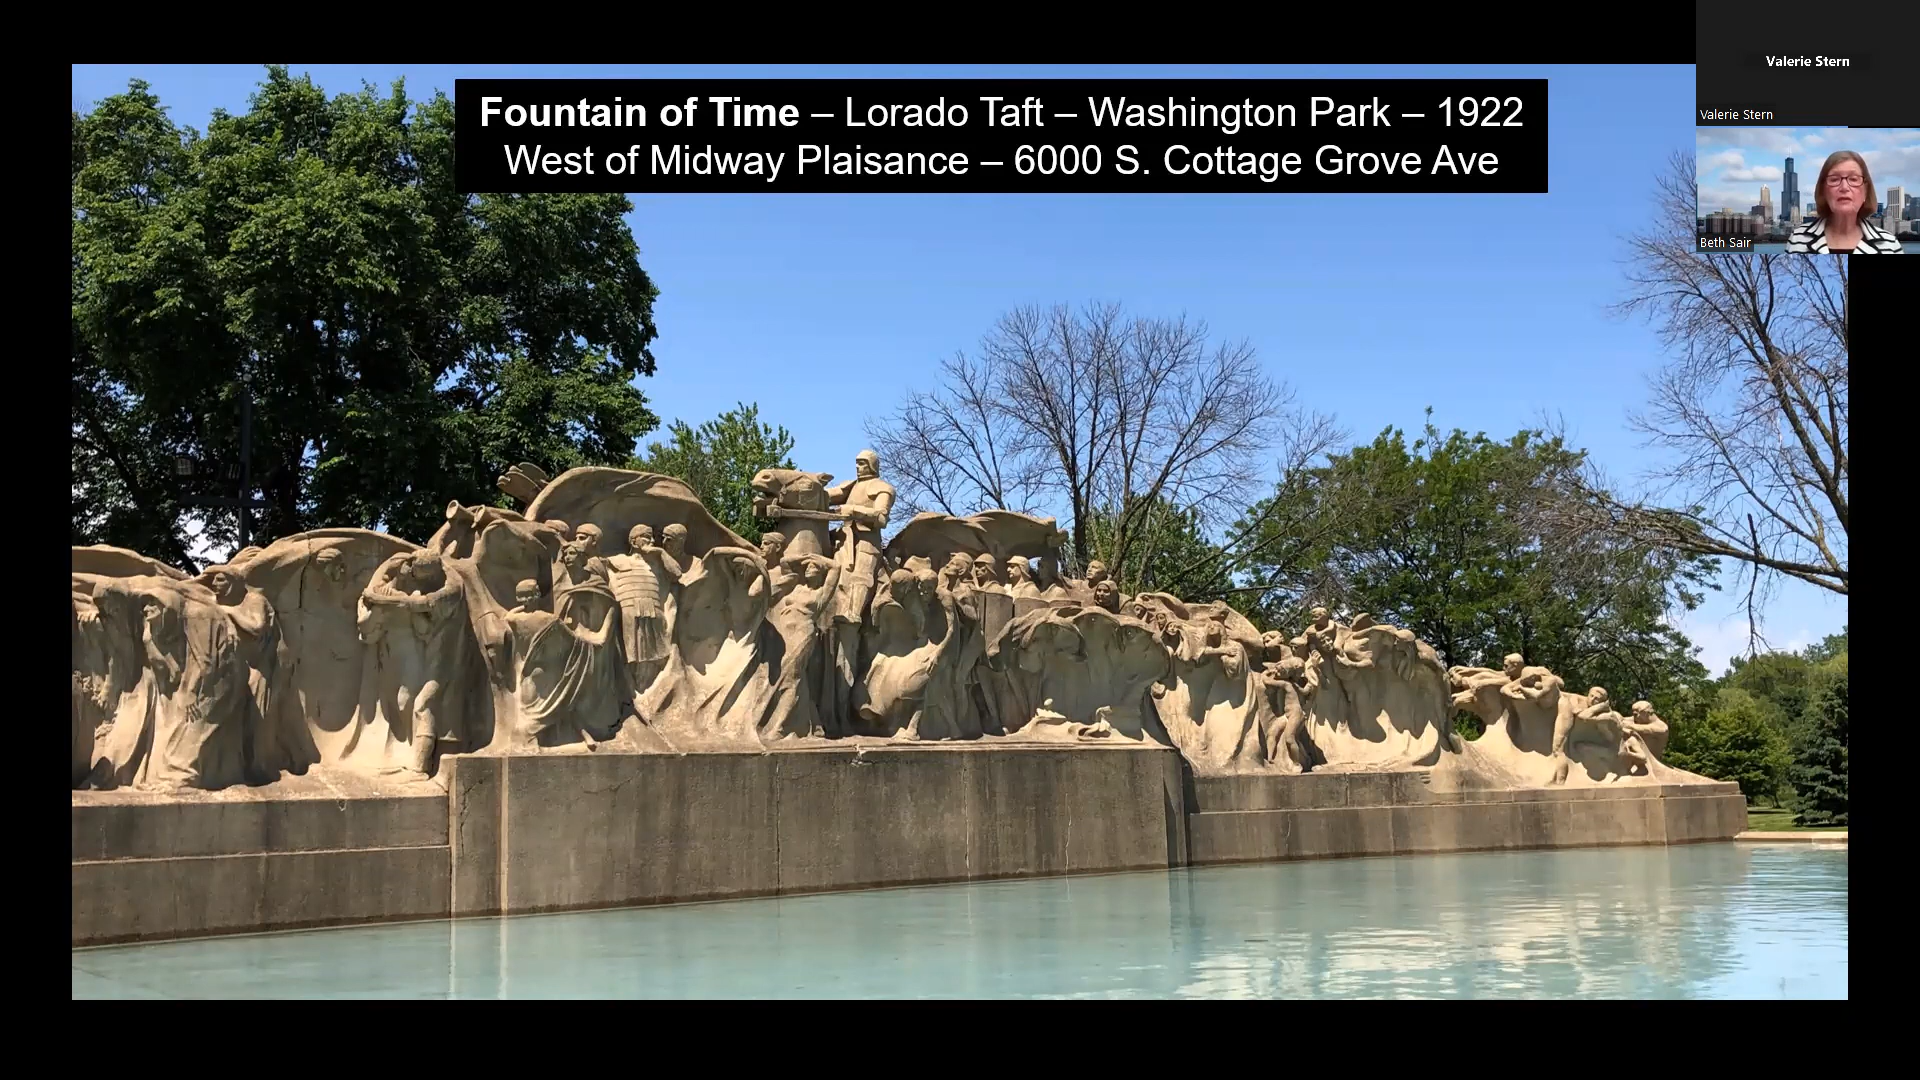 Fountain of Time – Lorado Taft – Washington Park – 1922
West of Midway Plaisance – 6000 S. Cottage Grove Ave
Valerie Stern
Valerie Stern
Beth Sair